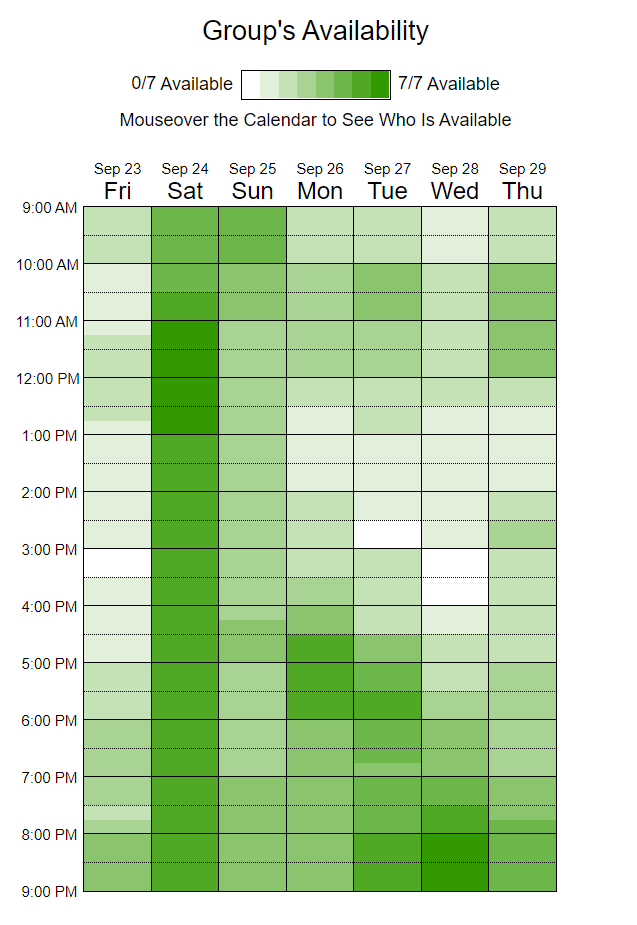 Group's Availability
0/7 Available 7/7 Available
Mouseover the Calendar to See Who Is Available
Sep 23 Sep 24 Sep 25 Sep 26 Sep 27 Sep 28 Sep 29
Fri Sat Sun Mon Tue Wed Thu
9:00 AM
10:00 AM
11:00 AM
12:00 PM
1:00 PM
2:00 PM
3:00 PM
4:00 PM
5:00 PM
6:00 PM
7:00 PM
8:00 PM
9:00 PM